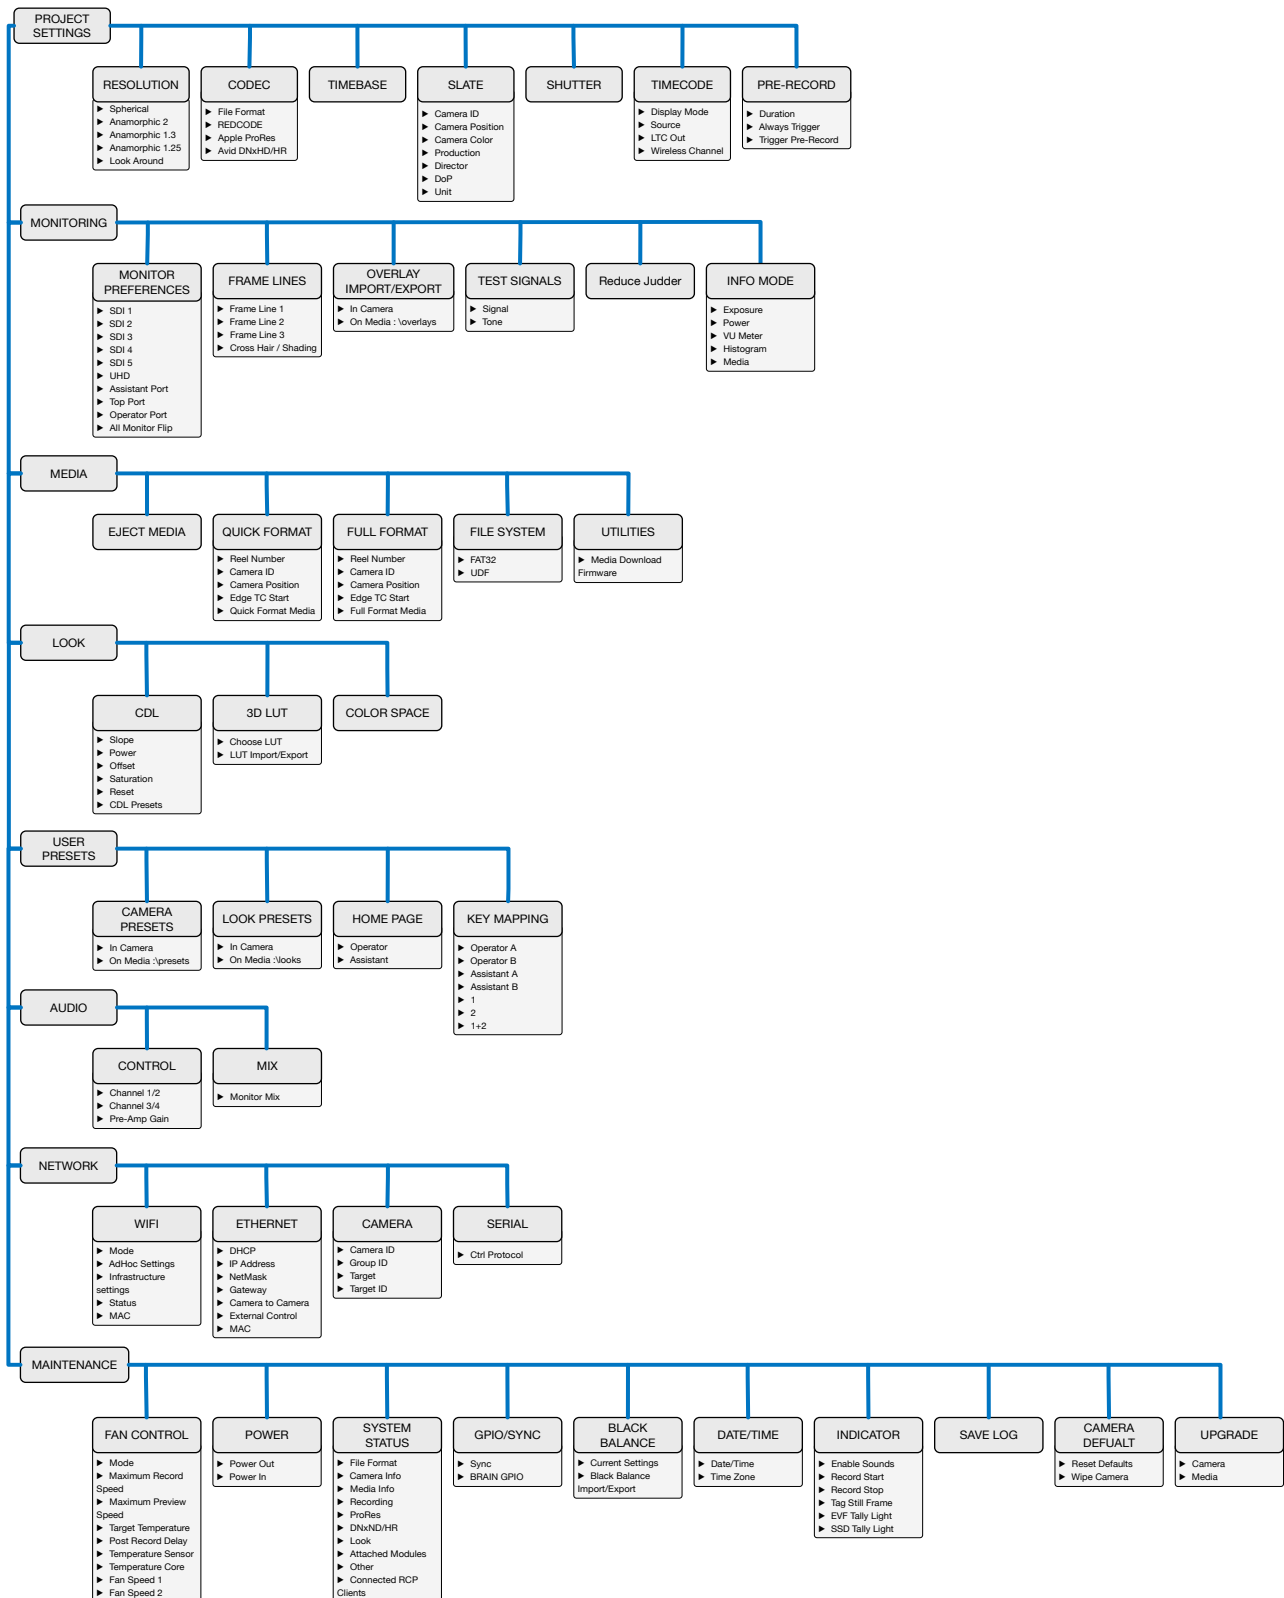 PROJECT
SETTINGS
RESOLUTION
▶ Spherical
▶ Anamorphic 2
▶ Anamorphic 1.3
▶ Anamorphic 1.25
▶ Look Around
CODEC
▶ File Format
▶ REDCODE
▶ Apple ProRes
▶ Avid DNxHD/HR
TIMEBASE
SLATE
▶ Camera ID
▶ Camera Position
▶ Camera Color
▶ Production
▶ Director
▶ DoP
▶ Unit
SHUTTER
TIMECODE
▶ Display Mode
▶ Source
▶ LTC Out
▶ Wireless Channel
PRE-RECORD
▶ Duration
▶ Always Trigger
▶ Trigger Pre-Record
MONITORING
MONITOR
PREFERENCES
▶ SDI 1
▶ SDI 2
▶ SDI 3
▶ SDI 4
▶ SDI 5
▶ UHD
▶ Assistant Port
▶ Top Port
▶ Operator Port
▶ All Monitor Flip
FRAME LINES
▶ Frame Line 1
▶ Frame Line 2
▶ Frame Line 3
▶ Cross Hair / Shading
OVERLAY
IMPORT/EXPORT
▶ In Camera
▶ On Media : \overlays
TEST SIGNALS
▶ Signal
▶ Tone
Reduce Judder
INFO MODE
▶ Exposure
▶ Power
▶ VU Meter
▶ Histogram
▶ Media
MEDIA
EJECT MEDIA
QUICK FORMAT
▶ Reel Number
▶ Camera ID
▶ Camera Position
▶ Edge TC Start
▶ Quick Format Media
FULL FORMAT
▶ Reel Number
▶ Camera ID
▶ Camera Position
▶ Edge TC Start
▶ Full Format Media
FILE SYSTEM
▶ FAT32
▶ UDF
UTILITIES
▶ Media Download
Firmware
LOOK
CDL
▶ Slope
▶ Power
▶ Offset
▶ Saturation
▶ Reset
▶ CDL Presets
3D LUT
▶ Choose LUT
▶ LUT Import/Export
COLOR SPACE
USER
PRESETS
CAMERA
PRESETS
▶ In Camera
▶ On Media :\presets
LOOK PRESETS
▶ In Camera
▶ On Media :\looks
HOME PAGE
▶ Operator
▶ Assistant
KEY MAPPING
▶ Operator A
▶ Operator B
▶ Assistant A
▶ Assistant B
▶ 1
▶ 2
▶ 1+2
AUDIO
CONTROL
▶ Channel 1/2
▶ Channel 3/4
▶ Pre-Amp Gain
MIX
▶ Monitor Mix
NETWORK
WIFI
▶ Mode
▶ AdHoc Settings
▶ Infrastructure
settings
▶ Status
▶ MAC
ETHERNET
▶ DHCP
▶ IP Address
▶ NetMask
▶ Gateway
▶ Camera to Camera
▶ External Control
▶ MAC
CAMERA
▶ Camera ID
▶ Group ID
▶ Target
▶ Target ID
SERIAL
▶ Ctrl Protocol
MAINTENANCE
FAN CONTROL
▶ Mode
▶ Maximum Record
Speed
▶ Maximum Preview
Speed
▶ Target Temperature
▶ Post Record Delay
▶ Temperature Sensor
▶ Temperature Core
▶ Fan Speed 1
▶ Fan Speed 2
POWER
▶ Power Out
▶ Power In
SYSTEM
STATUS
▶ File Format
▶ Camera Info
▶ Media Info
▶ Recording
▶ ProRes
▶ DNxND/HR
▶ Look
▶ Attached Modules
▶ Other
▶ Connected RCP
Clients
GPIO/SYNC
▶ Sync
▶ BRAIN GPIO
BLACK
BALANCE
▶ Current Settings
▶ Black Balance
Import/Export
DATE/TIME
▶ Date/Time
▶ Time Zone
INDICATOR
▶ Enable Sounds
▶ Record Start
▶ Record Stop
▶ Tag Still Frame
▶ EVF Tally Light
▶ SSD Tally Light
SAVE LOG
CAMERA
DEFUALT
▶ Reset Defaults
▶ Wipe Camera
UPGRADE
▶ Camera
▶ Media